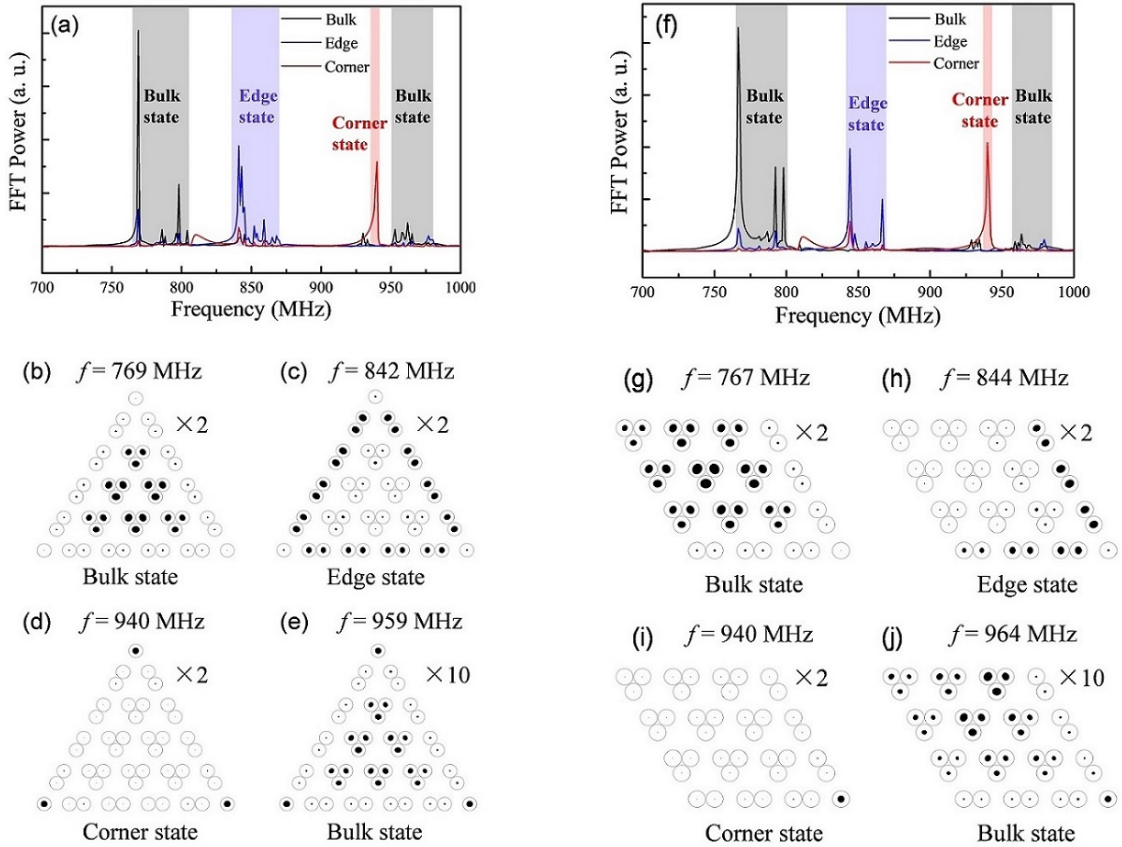 (a)
Bulk
Edge
Corner
Bulk
state
Edge
state
Corner
state
Bulk
state
FFT Power (a. u.)
700 750 800 850 900 950 1000
Frequency (MHz)
(f)
Bulk
Edge
Corner
Bulk
state
Edge
state
Corner
state
Bulk
state
FFT Power (a. u.)
700 750 800 850 900 950 1000
Frequency (MHz)
(b) f = 769 MHz
×2
Bulk state
(c) f = 842 MHz
×2
Edge state
(g) f = 767 MHz
×2
Bulk state
(h) f = 844 MHz
×2
Edge state
(d) f = 940 MHz
×2
Corner state
(e) f = 959 MHz
×10
Bulk state
(i) f = 940 MHz
×2
Corner state
(j) f = 964 MHz
×10
Bulk state